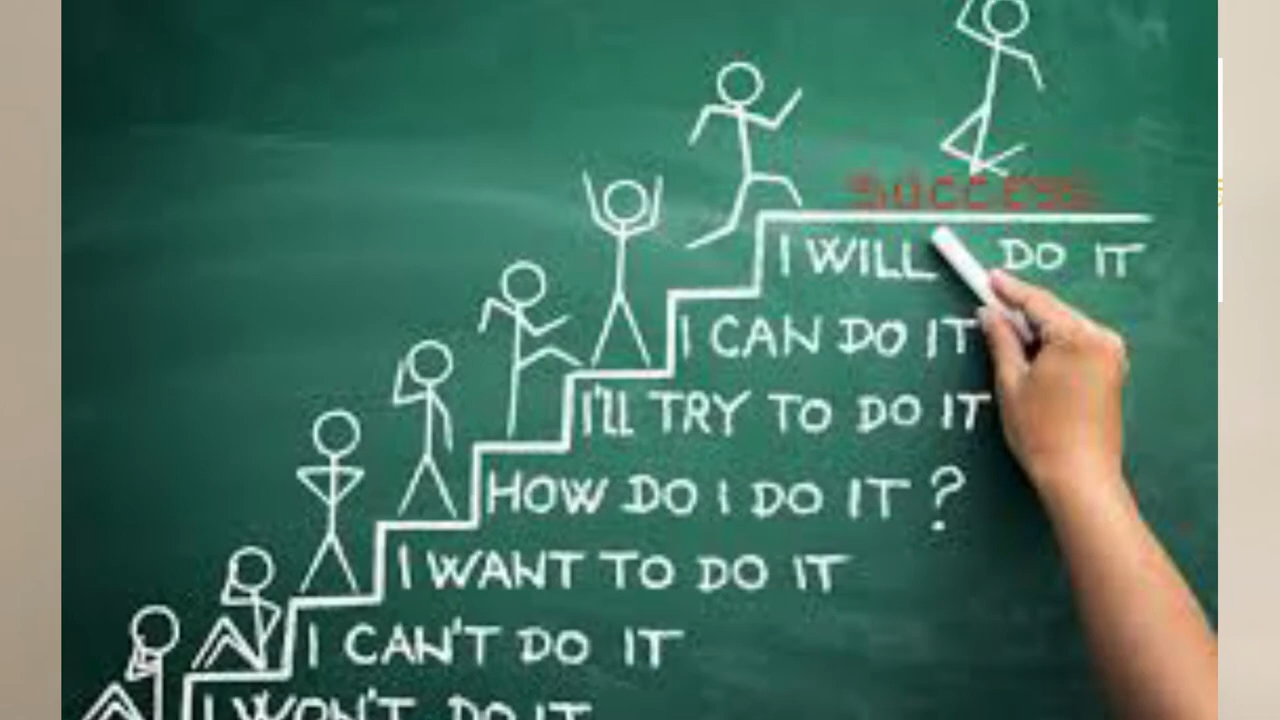 SUCCESS
I WILL DO IT
I CAN DO IT
I'll TRY TO DO IT
HOW DO I DO IT ?
I WANT TO DO IT
I CAN'T DO IT
I WON'T DO IT